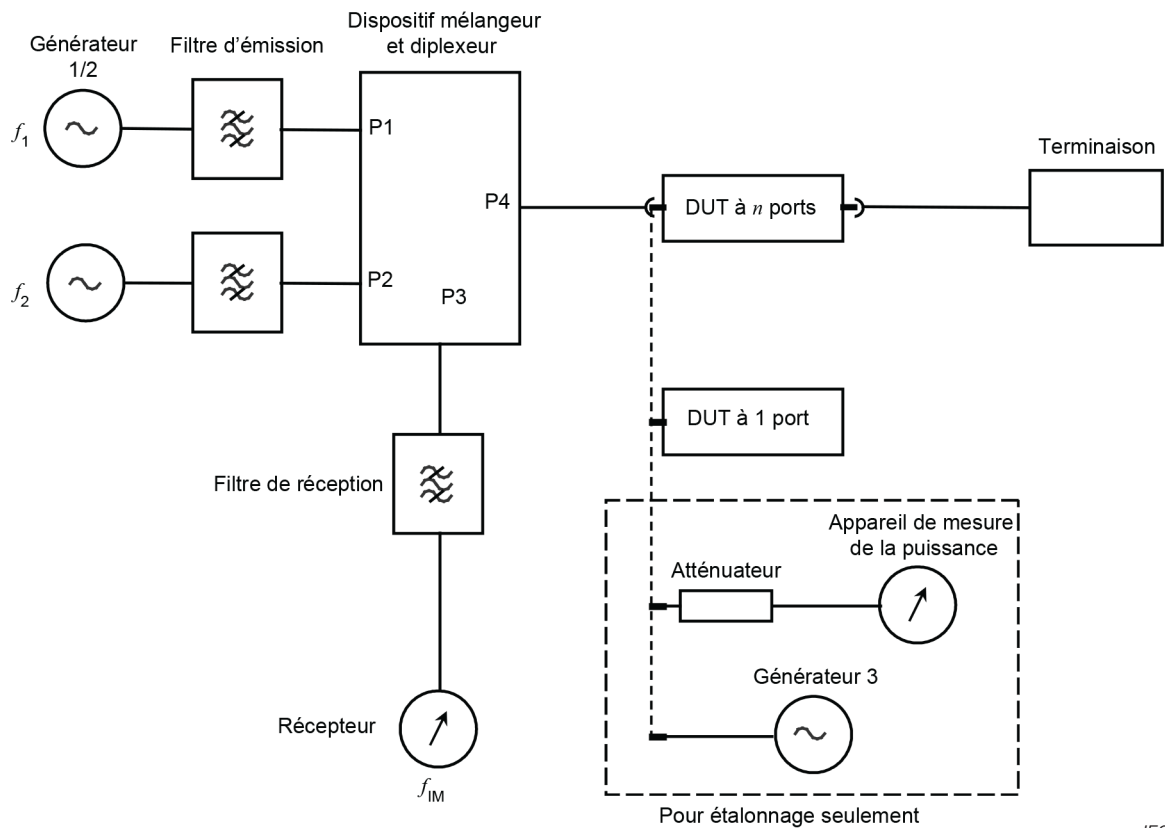 Dispositif mélangeur
et diplexeur
Générateur
1/2
Filtre d'émission
f1
P1
P4
f2
P2
P3
DUT à n ports
Terminaison
DUT à 1 port
Filtre de réception
Appareil de mesure
de la puissance
Atténuateur
Générateur 3
Récepteur
fIM
Pour étalonnage seulement